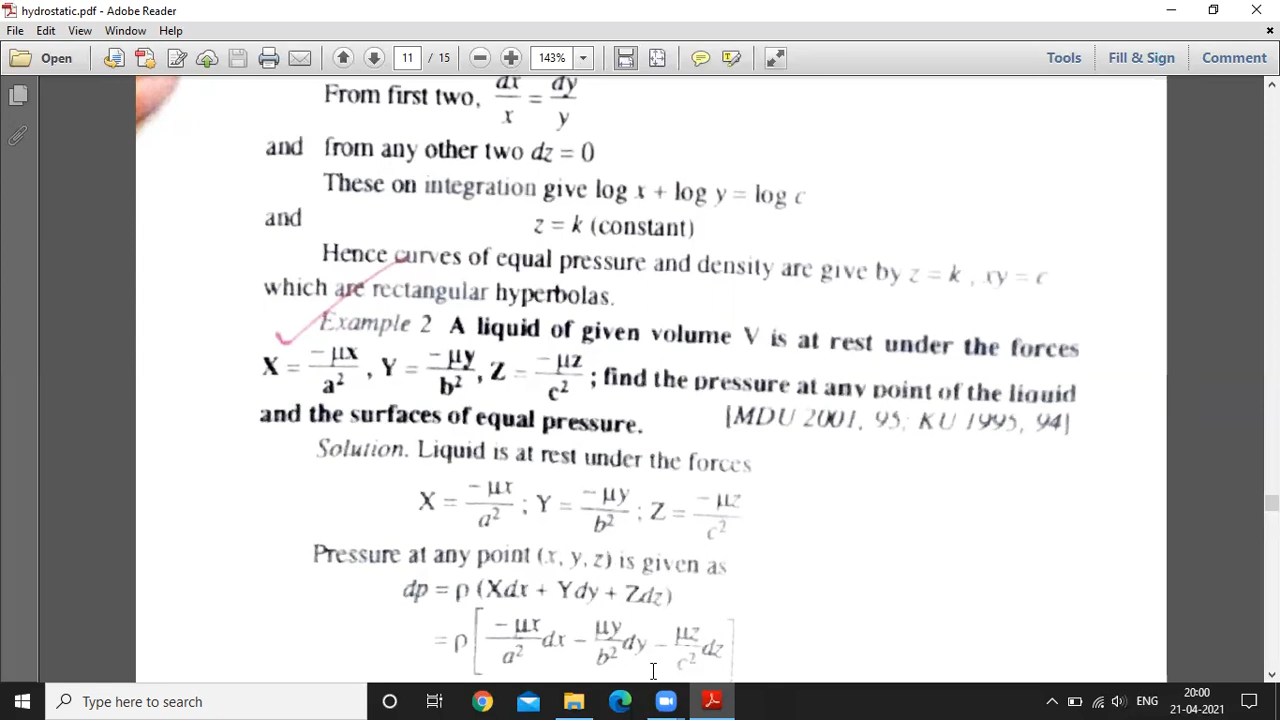 hydrostatic.pdf - Adobe Reader
File Edit View Window Help
Open 11 / 15 143% Tools Fill & Sign Comment
From first two, dx/x = dy/y
and from any other two dz = 0
These on integration give log x + log y = log c
and z = k (constant)
Hence curves of equal pressure and density are give by z = k , xy = c
which are rectangular hyperbolas.
Example 2 A liquid of given volume V is at rest under the forces
X = -μx/a² , Y = -μy/b² , Z = -μz/c² ; find the pressure at any point of the liquid
and the surfaces of equal pressure. [MDU 2001, 95; KU 1995, 94]
Solution. Liquid is at rest under the forces
X = -μx/a² ; Y = -μy/b² ; Z = -μz/c²
Pressure at any point (x, y, z) is given as
dp = ρ (Xdx + Ydy + Zdz)
= ρ [ -μx/a² dx - μy/b² dy - μz/c² dz ]
Type here to search
ENG
20:00
21-04-2021